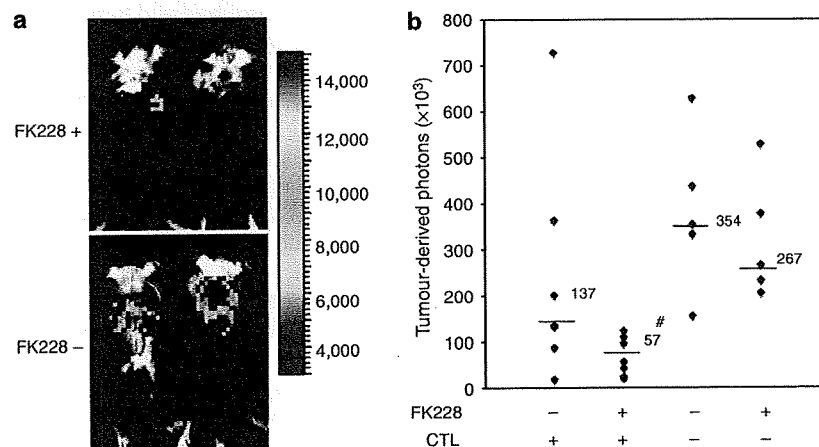 a
FK228 +
FK228 −
14,000
12,000
10,000
8,000
6,000
4,000
b
Tumour-derived photons (×10³)
800
700
600
500
400
300
200
100
0
137
#
57
354
267
FK228 − + − +
CTL + + − −